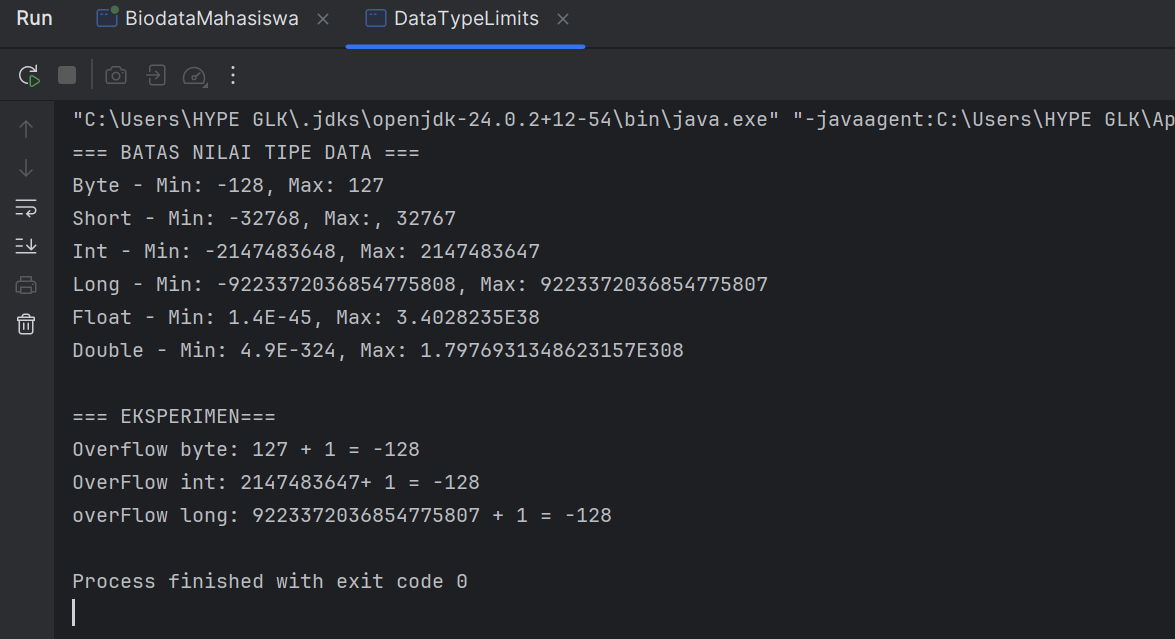 Run BiodataMahasiswa DataTypeLimits
"C:\Users\HYPE GLK\.jdks\openjdk-24.0.2+12-54\bin\java.exe" "-javaagent:C:\Users\HYPE GLK\Ap
=== BATAS NILAI TIPE DATA ===
Byte - Min: -128, Max: 127
Short - Min: -32768, Max:, 32767
Int - Min: -2147483648, Max: 2147483647
Long - Min: -9223372036854775808, Max: 9223372036854775807
Float - Min: 1.4E-45, Max: 3.4028235E38
Double - Min: 4.9E-324, Max: 1.7976931348623157E308
=== EKSPERIMEN===
Overflow byte: 127 + 1 = -128
OverFlow int: 2147483647+ 1 = -128
overFlow long: 9223372036854775807 + 1 = -128
Process finished with exit code 0